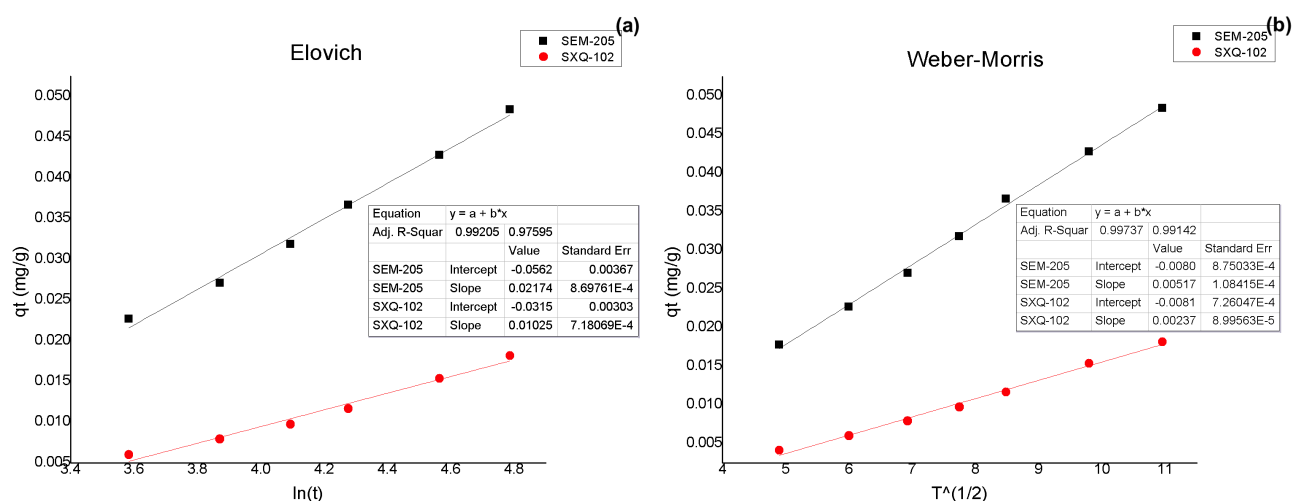 (a)
SEM-205
SXQ-102
Elovich
qt (mg/g)
0.050
0.045
0.040
0.035
0.030
0.025
0.020
0.015
0.010
0.005
3.4 3.6 3.8 4.0 4.2 4.4 4.6 4.8
ln(t)
Equation y = a + b*x
Adj. R-Squar 0.99205 0.97595
Value Standard Err
SEM-205 Intercept -0.0562 0.00367
SEM-205 Slope 0.02174 8.69761E-4
SXQ-102 Intercept -0.0315 0.00303
SXQ-102 Slope 0.01025 7.18069E-4
(b)
SEM-205
SXQ-102
Weber-Morris
qt (mg/g)
0.050
0.045
0.040
0.035
0.030
0.025
0.020
0.015
0.010
0.005
4 5 6 7 8 9 10 11
T^(1/2)
Equation y = a + b*x
Adj. R-Squar 0.99737 0.99142
Value Standard Err
SEM-205 Intercept -0.0080 8.75033E-4
SEM-205 Slope 0.00517 1.08415E-4
SXQ-102 Intercept -0.0081 7.26047E-4
SXQ-102 Slope 0.00237 8.99563E-5